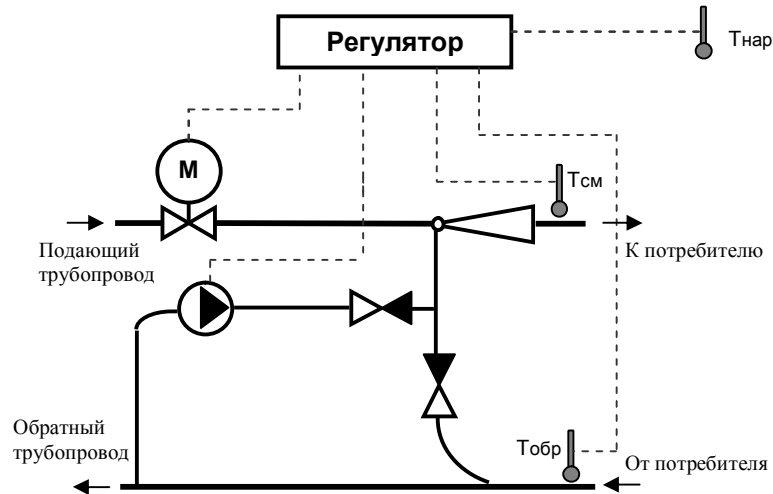 Регулятор
Тнар
М
Тсм
Подающий
трубопровод
К потребителю
Обратный
трубопровод
Тобр
От потребителя